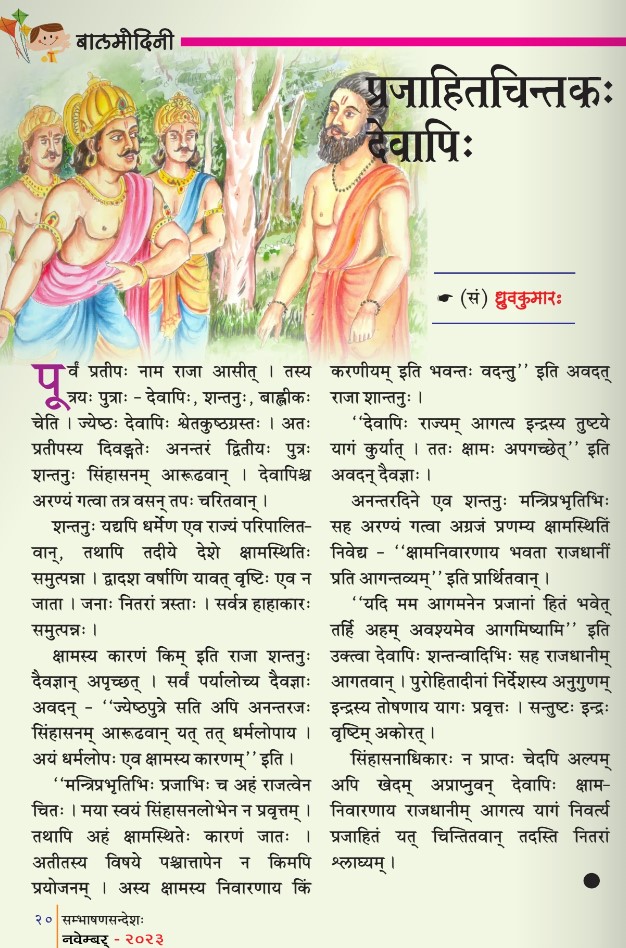 बालमोदिनी
प्रजाहितचिन्तकः
देवापिः
☛ (सं) ध्रुवकुमारः
पूर्वं प्रतीपः नाम राजा आसीत् । तस्य
त्रयः पुत्राः – देवापिः, शन्तनुः, बाह्लीकः
चेति । ज्येष्ठः देवापिः श्वेतकुष्ठग्रस्तः । अतः
प्रतीपस्य दिवङ्गतेः अनन्तरं द्वितीयः पुत्रः
शन्तनुः सिंहासनम् आरूढवान् । देवापिश्च
अरण्यं गत्वा तत्र वसन् तपः चरितवान् ।
शन्तनुः यद्यपि धर्मेण एव राज्यं परिपालित-
वान्, तथापि तदीये देशे क्षामस्थितिः
समुत्पन्ना । द्वादश वर्षाणि यावत् वृष्टिः एव न
जाता । जनाः नितरां त्रस्ताः । सर्वत्र हाहाकारः
समुत्पन्नः ।
क्षामस्य कारणं किम् इति राजा शन्तनुः
दैवज्ञान् अपृच्छत् । सर्वं पर्यालोच्य दैवज्ञाः
अवदन् – ‘‘ज्येष्ठपुत्रे सति अपि अनन्तरजः
सिंहासनम् आरूढवान् यत् तत् धर्मलोपाय ।
अयं धर्मलोपः एव क्षामस्य कारणम्’’ इति ।
‘‘मन्त्रिप्रभृतिभिः प्रजाभिः च अहं राजत्वेन
चितः । मया स्वयं सिंहासनलोभेन न प्रवृत्तम् ।
तथापि अहं क्षामस्थितेः कारणं जातः ।
अतीतस्य विषये पश्चात्तापेन न किमपि
प्रयोजनम् । अस्य क्षामस्य निवारणाय किं
करणीयम् इति भवन्तः वदन्तु’’ इति अवदत्
राजा शान्तनुः ।
‘‘देवापिः राज्यम् आगत्य इन्द्रस्य तुष्टये
यागं कुर्यात् । ततः क्षामः अपगच्छेत्’’ इति
अवदन् दैवज्ञाः ।
अनन्तरदिने एव शन्तनुः मन्त्रिप्रभृतिभिः
सह अरण्यं गत्वा अग्रजं प्रणम्य क्षामस्थितिं
निवेद्य – ‘‘क्षामनिवारणाय भवता राजधानीं
प्रति आगन्तव्यम्’’ इति प्रार्थितवान् ।
‘‘यदि मम आगमनेन प्रजानां हितं भवेत्
तर्हि अहम् अवश्यमेव आगमिष्यामि’’ इति
उक्त्वा देवापिः शन्तन्वादिभिः सह राजधानीम्
आगतवान् । पुरोहितादीनां निर्देशस्य अनुगुणम्
इन्द्रस्य तोषणाय यागः प्रवृत्तः । सन्तुष्टः इन्द्रः
वृष्टिम् अकोरत् ।
सिंहासनाधिकारः न प्राप्तः चेदपि अल्पम्
अपि खेदम् अप्राप्नुवन् देवापिः क्षाम-
निवारणाय राजधानीम् आगत्य यागं निवर्त्य
प्रजाहितं यत् चिन्तितवान् तदस्ति नितरां
श्लाघ्यम् ।
२० सम्भाषणसन्देशः
नवेम्बर् - २०२३